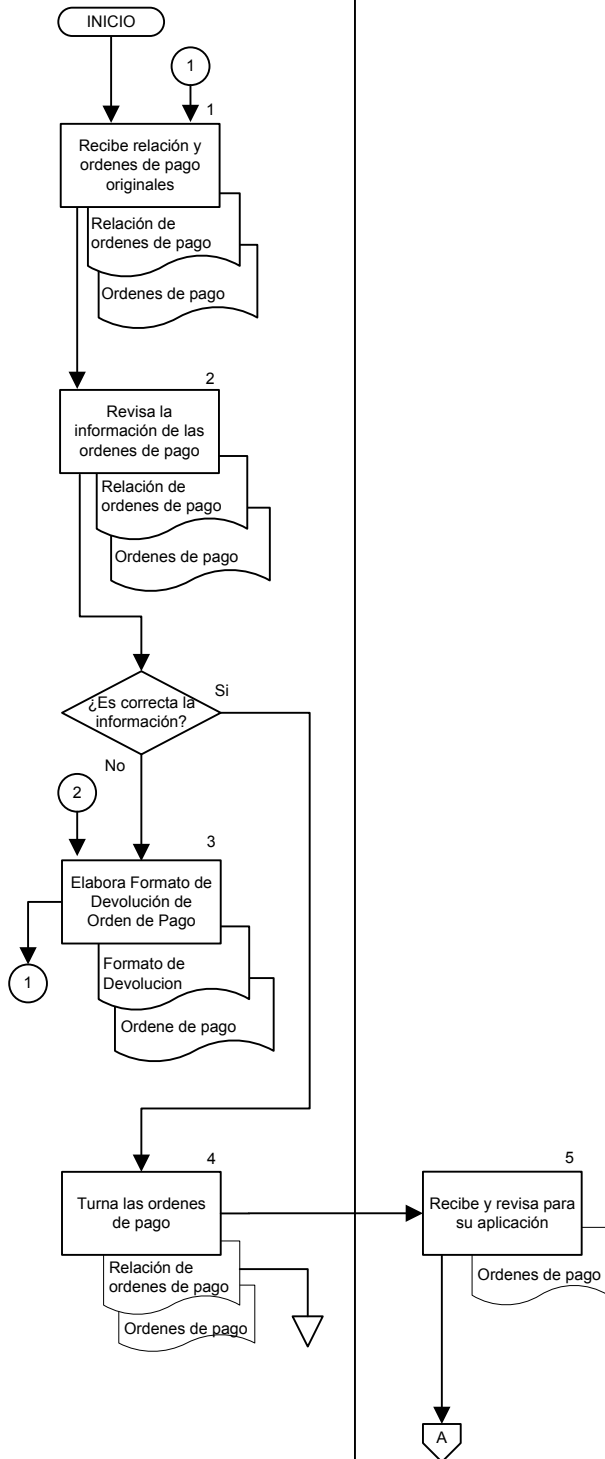 INICIO
1
1
Recibe relación y
ordenes de pago
originales
Relación de
ordenes de pago
Ordenes de pago
2
Revisa la
información de las
ordenes de pago
Relación de
ordenes de pago
Ordenes de pago
¿Es correcta la
información?
Si
No
2
3
Elabora Formato de
Devolución de
Orden de Pago
1
Formato de
Devolucion
Ordene de pago
4
Turna las ordenes
de pago
Relación de
ordenes de pago
Ordenes de pago
5
Recibe y revisa para
su aplicación
Ordenes de pago
A